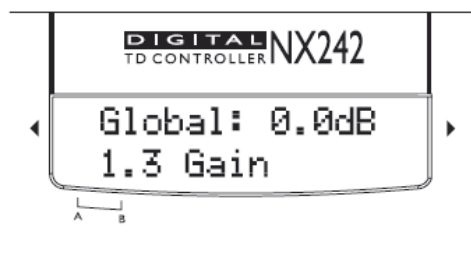 DIGITAL
TD CONTROLLER NX242
Global: 0.0dB
1.3 Gain
A B